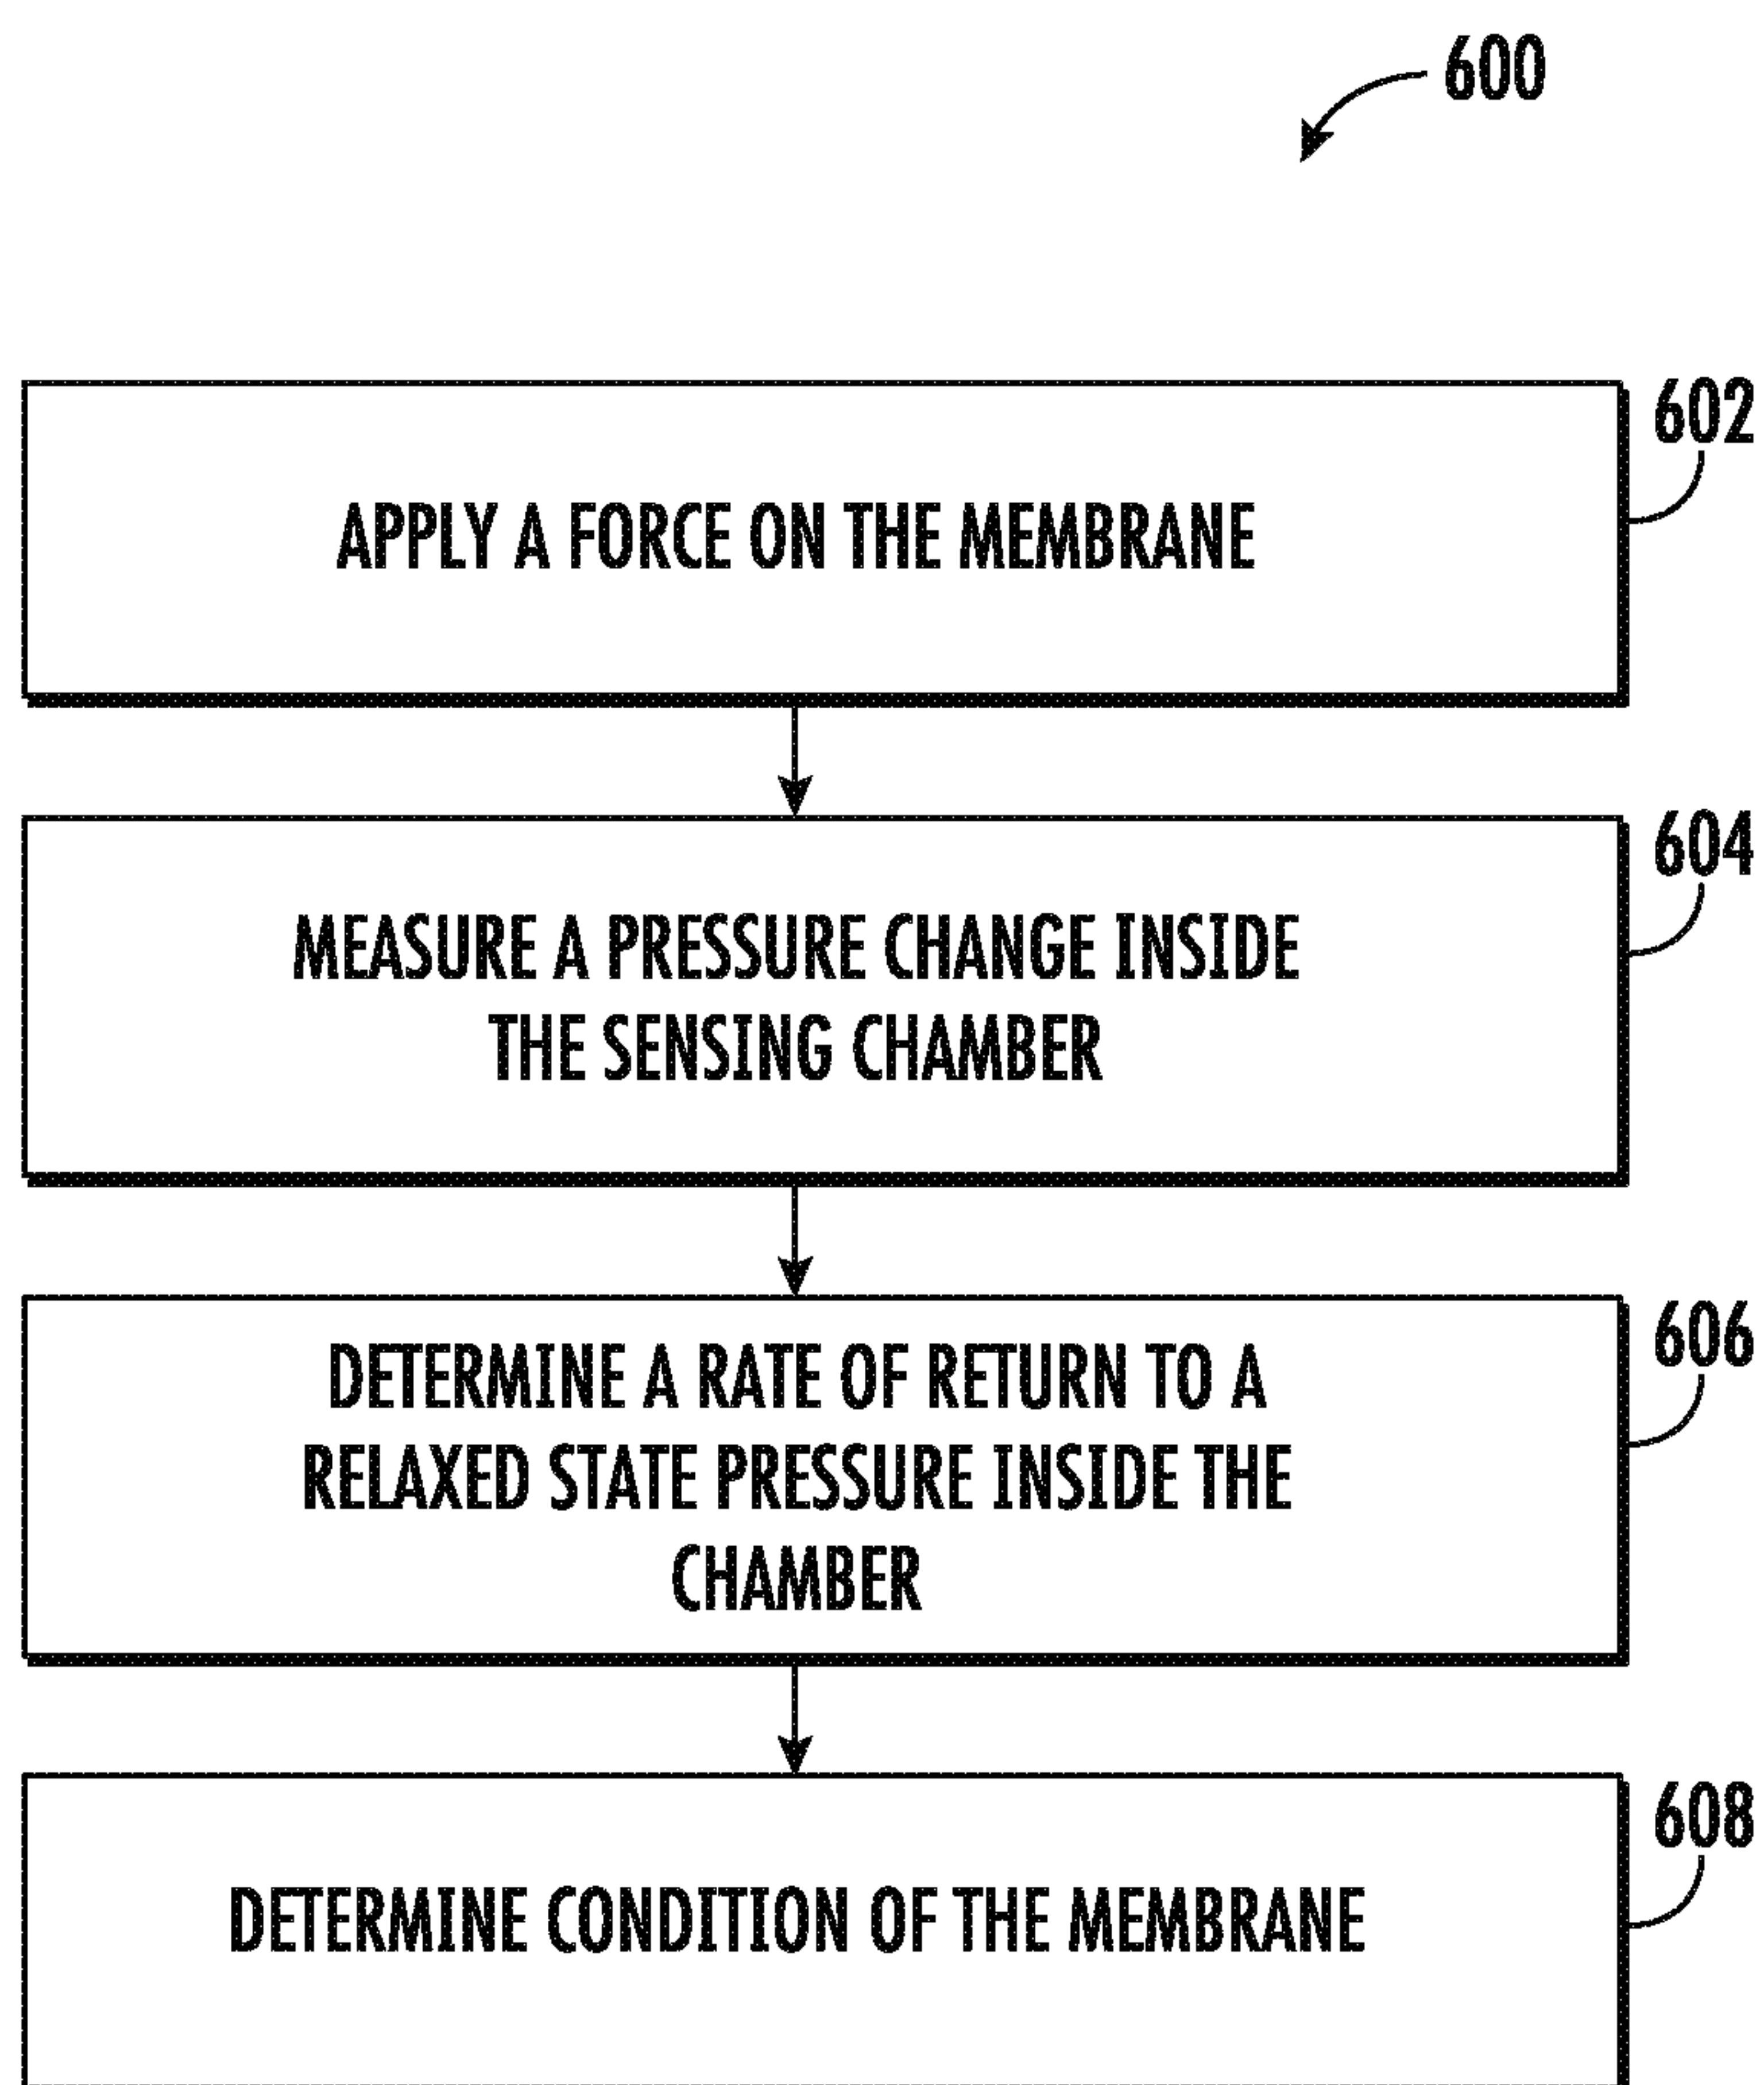 600
602
APPLY A FORCE ON THE MEMBRANE
604
MEASURE A PRESSURE CHANGE INSIDE
THE SENSING CHAMBER
606
DETERMINE A RATE OF RETURN TO A
RELAXED STATE PRESSURE INSIDE THE
CHAMBER
608
DETERMINE CONDITION OF THE MEMBRANE